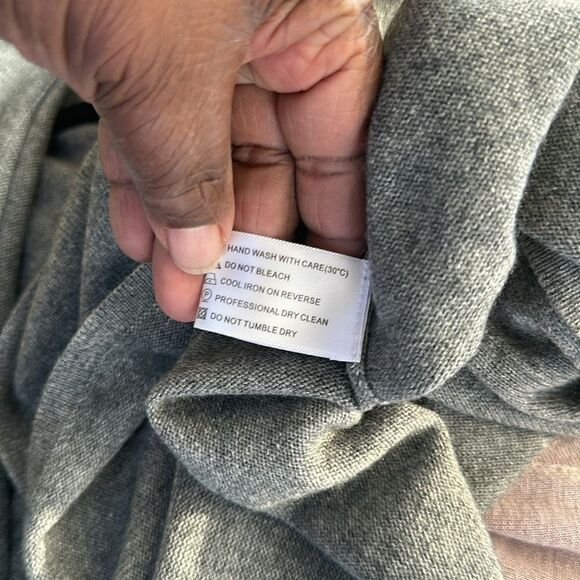 HAND WASH WITH CARE(30°C)
DO NOT BLEACH
COOL IRON ON REVERSE
P PROFESSIONAL DRY CLEAN
DO NOT TUMBLE DRY